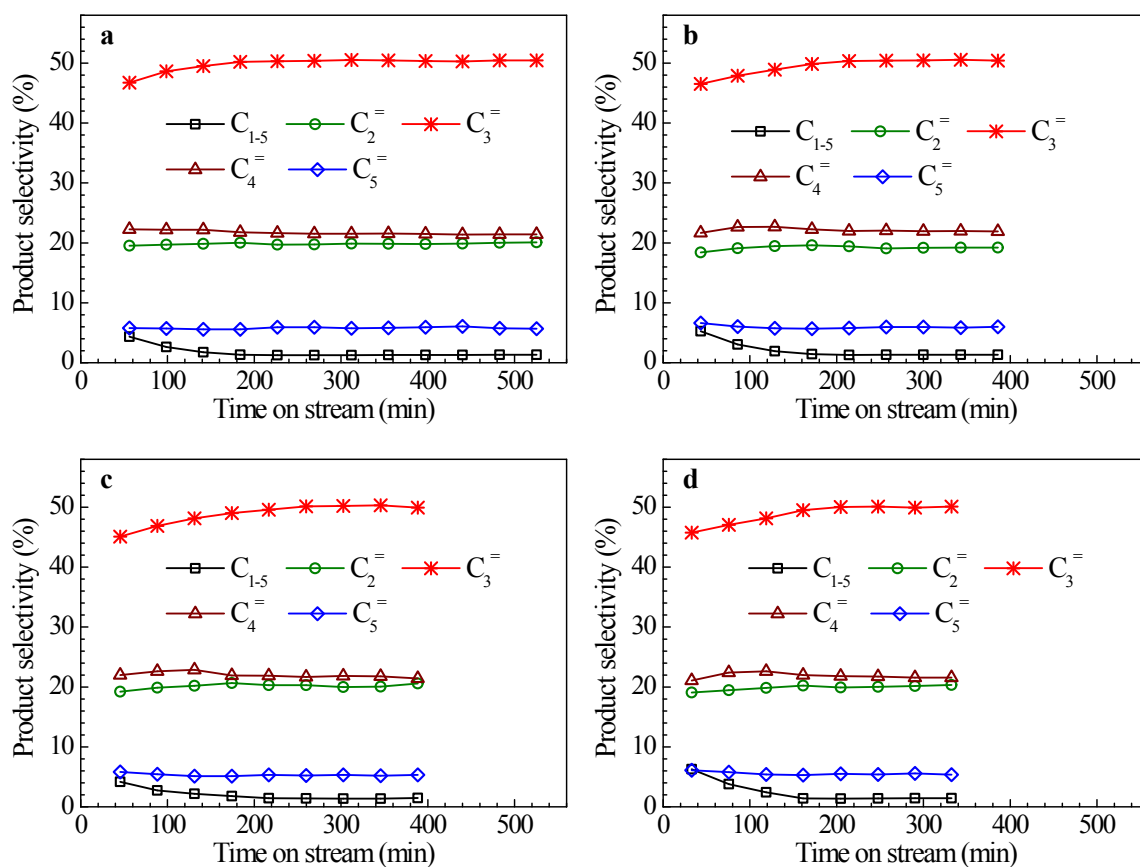 a
Product selectivity (%)
50
40
30
20
10
0
C₁₋₅ C₂⁼ C₃⁼
C₄⁼ C₅⁼
0 100 200 300 400 500
Time on stream (min)
b
Product selectivity (%)
50
40
30
20
10
0
C₁₋₅ C₂⁼ C₃⁼
C₄⁼ C₅⁼
0 100 200 300 400 500
Time on stream (min)
c
Product selectivity (%)
50
40
30
20
10
0
C₁₋₅ C₂⁼ C₃⁼
C₄⁼ C₅⁼
0 100 200 300 400 500
Time on stream (min)
d
Product selectivity (%)
50
40
30
20
10
0
C₁₋₅ C₂⁼ C₃⁼
C₄⁼ C₅⁼
0 100 200 300 400 500
Time on stream (min)